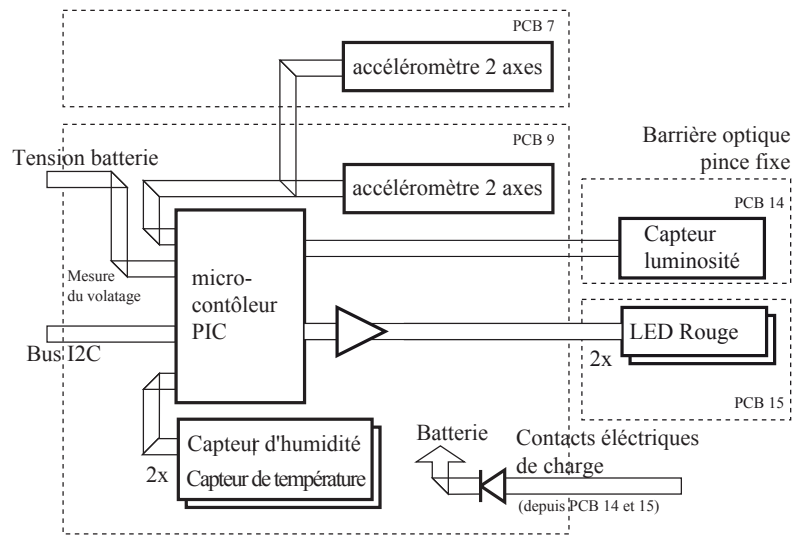 PCB 7
accéléromètre 2 axes
PCB 9
Tension batterie
Barrière optique
pince fixe
accéléromètre 2 axes
PCB 14
Capteur
luminosité
Mesure
du volatage
micro-
contôleur
PIC
Bus I2C
2x
LED Rouge
PCB 15
Capteur d'humidité
2x
Capteur de température
Batterie
Contacts éléctriques
de charge
(depuis PCB 14 et 15)